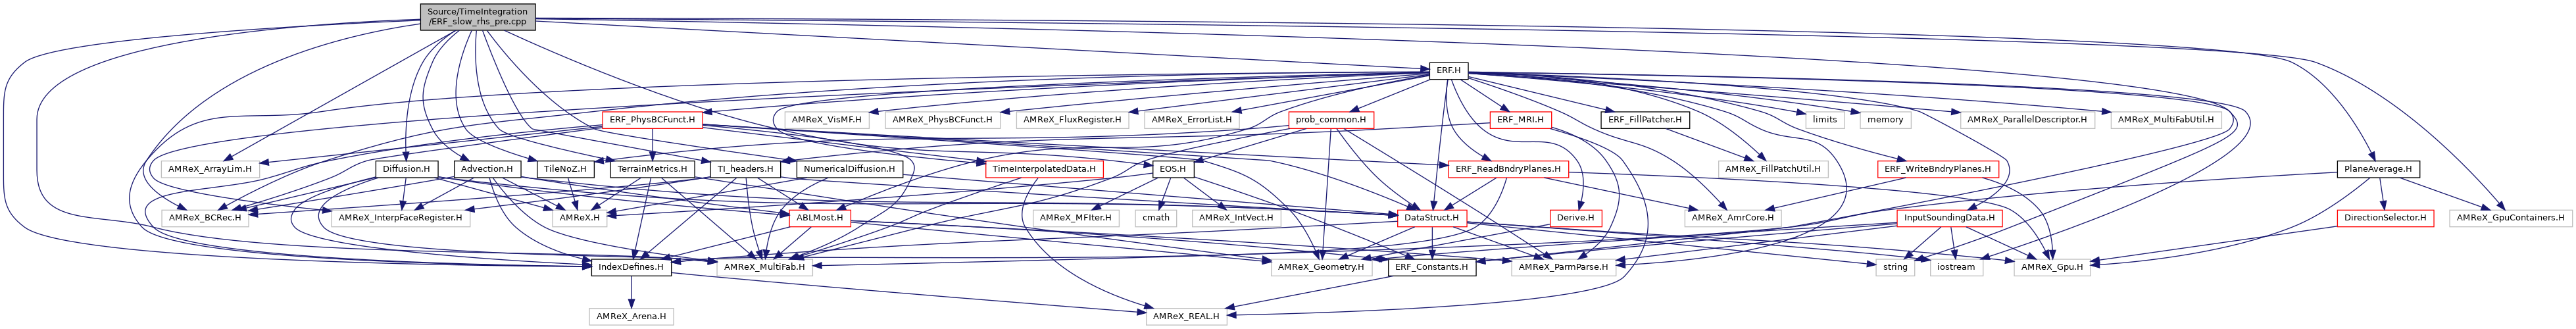 Source/TimeIntegration
/ERF_slow_rhs_pre.cpp
ERF.H
ERF_PhysBCFunct.H
AMReX_VisMF.H
AMReX_PhysBCFunct.H
AMReX_FluxRegister.H
AMReX_ErrorList.H
prob_common.H
ERF_MRI.H
ERF_FillPatcher.H
limits
memory
AMReX_ParallelDescriptor.H
AMReX_MultiFabUtil.H
AMReX_ArrayLim.H
Diffusion.H
Advection.H
TileNoZ.H
TerrainMetrics.H
TI_headers.H
NumericalDiffusion.H
TimeInterpolatedData.H
EOS.H
ERF_ReadBndryPlanes.H
AMReX_FillPatchUtil.H
ERF_WriteBndryPlanes.H
PlaneAverage.H
AMReX_BCRec.H
AMReX_InterpFaceRegister.H
AMReX.H
ABLMost.H
AMReX_MFIter.H
cmath
AMReX_IntVect.H
DataStruct.H
Derive.H
AMReX_AmrCore.H
InputSoundingData.H
DirectionSelector.H
AMReX_GpuContainers.H
IndexDefines.H
AMReX_MultiFab.H
AMReX_Geometry.H
ERF_Constants.H
AMReX_ParmParse.H
string
iostream
AMReX_Gpu.H
AMReX_Arena.H
AMReX_REAL.H